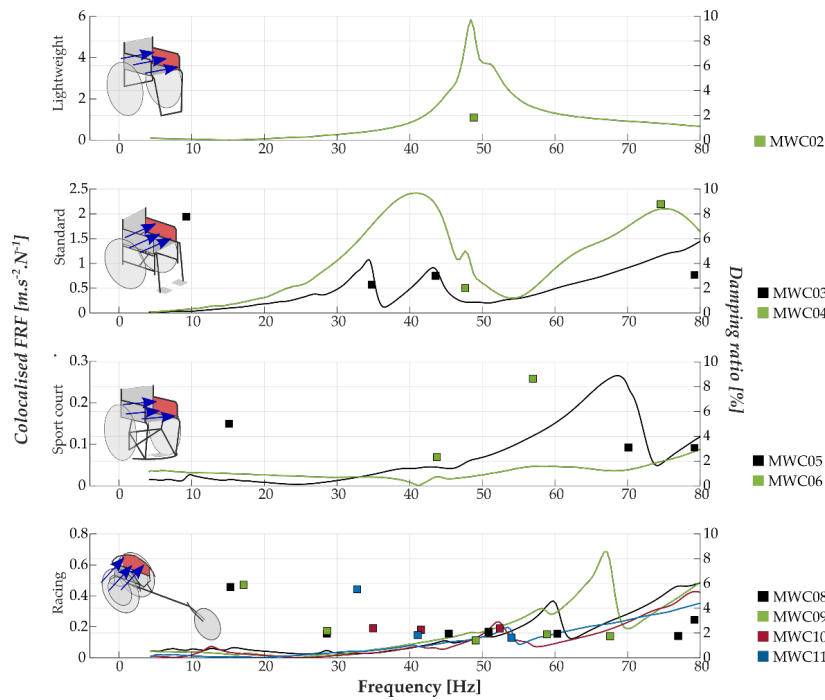 Colocalised FRF [m.s-2.N-1]
Damping ratio [%]
Lightweight
6
4
2
0
10
8
6
4
2
0
0 10 20 30 40 50 60 70 80
MWC02
Standard
2.5
2
1.5
1
0.5
0
10
8
6
4
2
0
0 10 20 30 40 50 60 70 80
MWC03
MWC04
Sport court
0.3
0.2
0.1
0
10
8
6
4
2
0
0 10 20 30 40 50 60 70 80
MWC05
MWC06
Racing
0.8
0.6
0.4
0.2
0
10
8
6
4
2
0
0 10 20 30 40 50 60 70 80
MWC08
MWC09
MWC10
MWC11
Frequency [Hz]